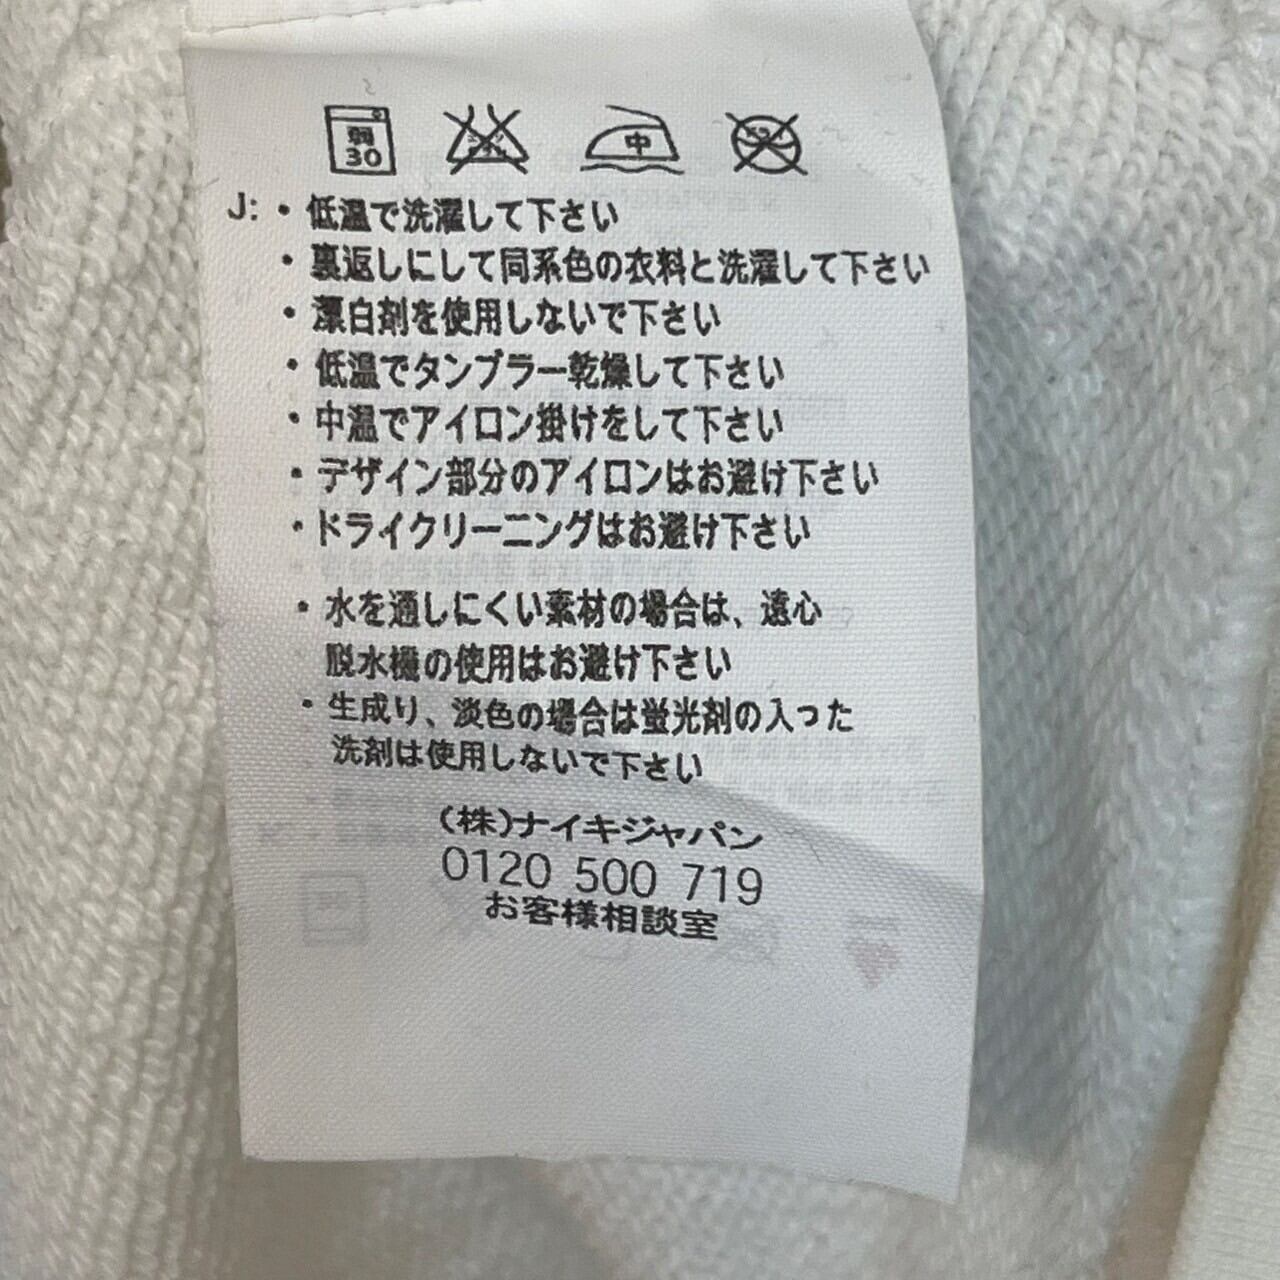 弱
30
中
J: ・低温で洗濯して下さい
・裏返しにして同系色の衣料と洗濯して下さい
・漂白剤を使用しないで下さい
・低温でタンブラー乾燥して下さい
・中温でアイロン掛けをして下さい
・デザイン部分のアイロンはお避け下さい
・ドライクリーニングはお避け下さい
・水を通しにくい素材の場合は、遠心
脱水機の使用はお避け下さい
・生成り、淡色の場合は蛍光剤の入った
洗剤は使用しないで下さい
(株)ナイキジャパン
0120 500 719
お客様相談室